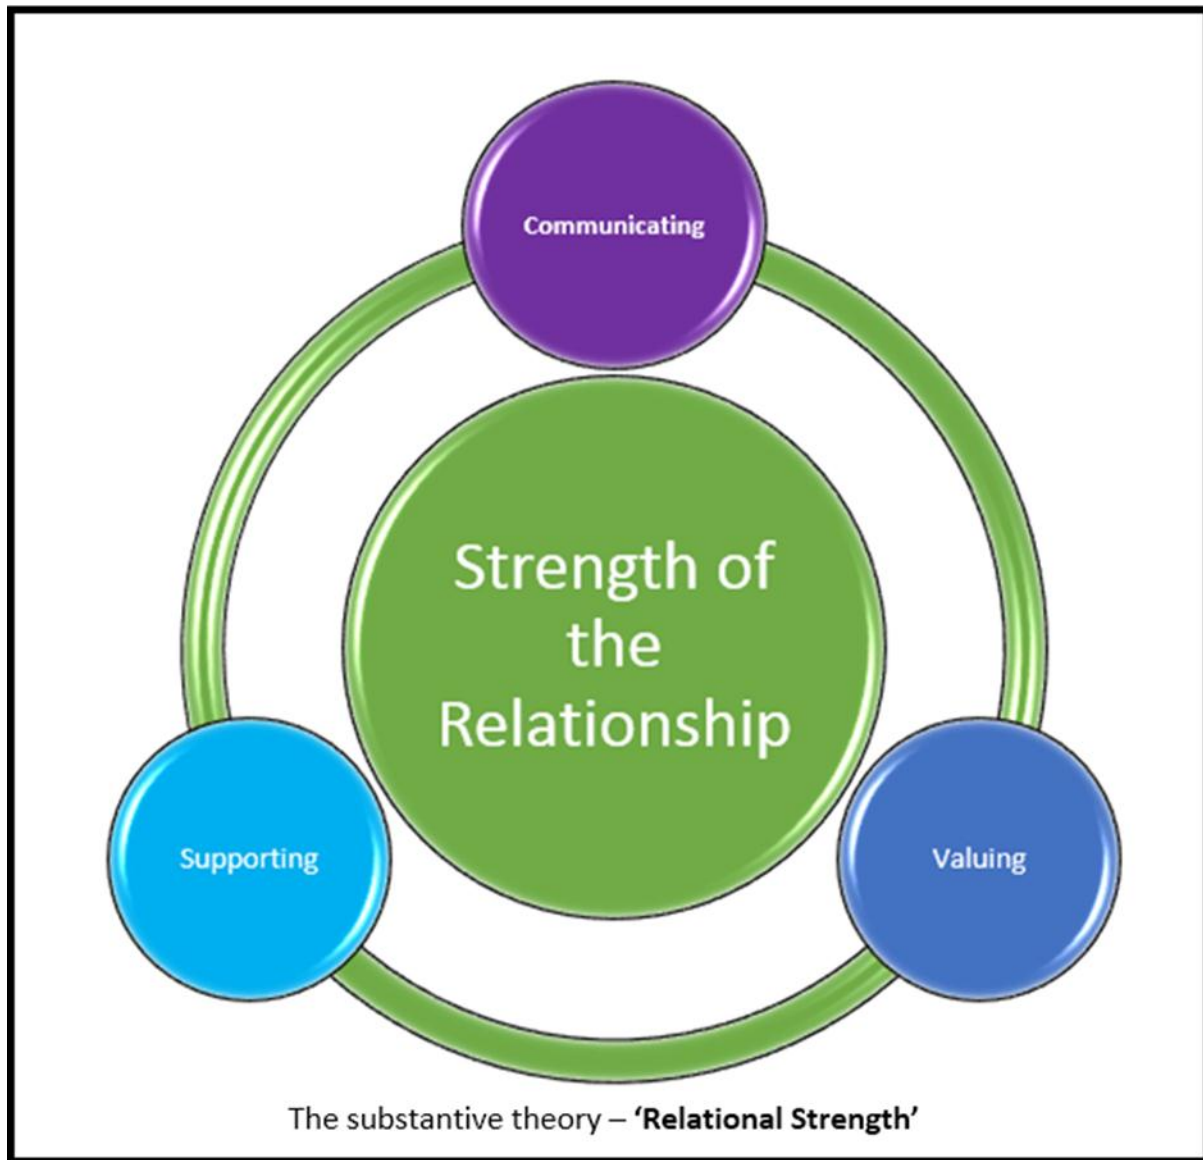 Communicating
Strength of
the
Relationship
Supporting
Valuing
The substantive theory – ‘Relational Strength’